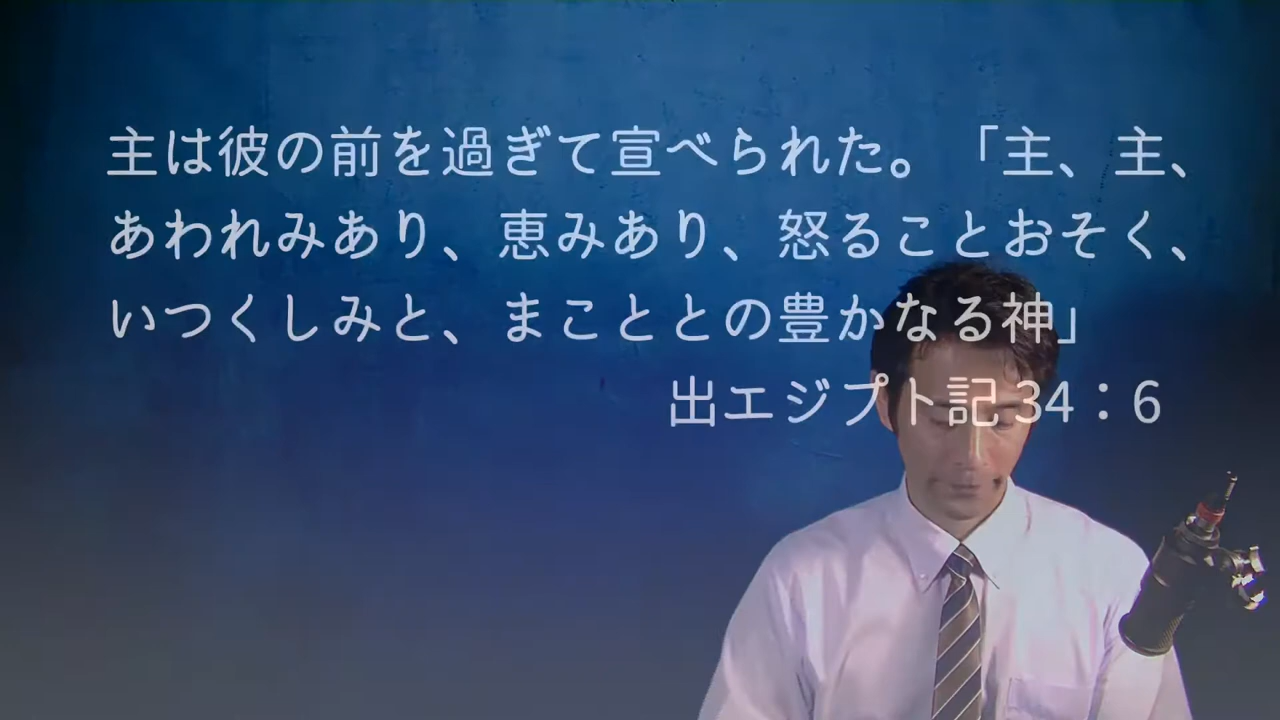 主は彼の前を過ぎて宣べられた。「主、主、
あわれみあり、恵みあり、怒ることおそく、
いつくしみと、まこととの豊かなる神」
出エジプト記 34：6